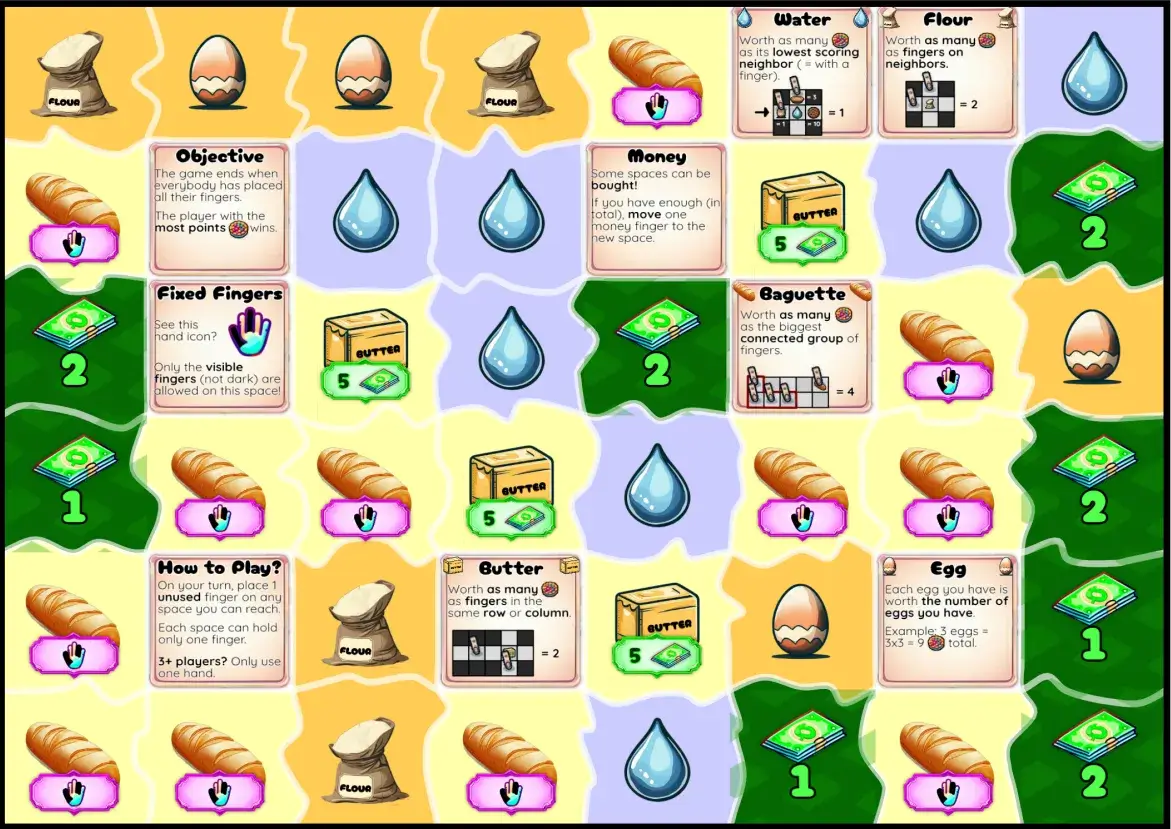 FLOUR
FLOUR
Water
Worth as many
as its lowest scoring
neighbor ( = with a
finger).
= 3
= 1
= 1
= 10
Flour
Worth as many
as fingers on
neighbors.
= 2
Objective
The game ends when
everybody has placed
all their fingers.
The player with the
most points wins.
Money
Some spaces can be
bought!
If you have enough (in
total), move one
money finger to the
new space.
BUTTER
5
2
2
Fixed Fingers
See this
hand icon?
Only the visible
fingers (not dark) are
allowed on this space!
BUTTER
5
2
Baguette
Worth as many
as the biggest
connected group of
fingers.
= 4
1
BUTTER
5
2
How to Play?
On your turn, place 1
unused finger on any
space you can reach.
Each space can hold
only one finger.
3+ players? Only use
one hand.
FLOUR
Butter
Worth as many
as fingers in the
same row or column.
= 2
BUTTER
5
Egg
Each egg you have is
worth the number of
eggs you have.
Example: 3 eggs =
3x3 = 9 total.
1
FLOUR
1
2